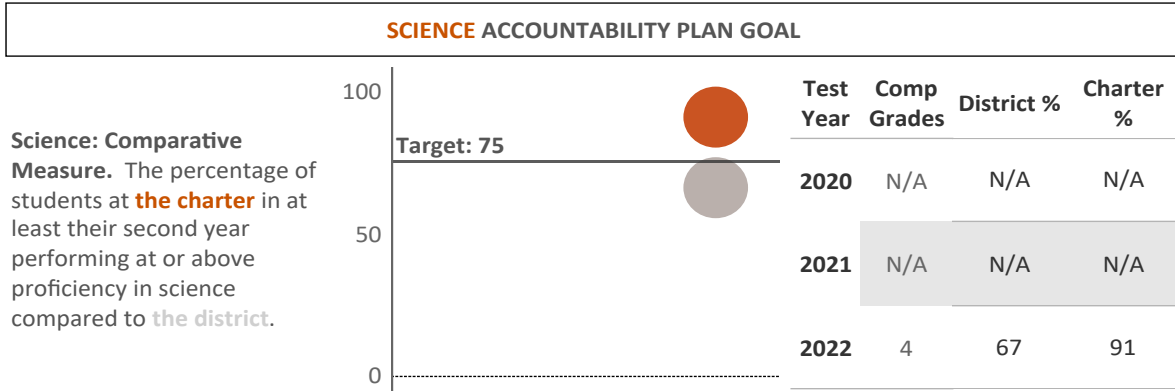 SCIENCE ACCOUNTABILITY PLAN GOAL
Science: Comparative
Measure. The percentage of
students at the charter in at
least their second year
performing at or above
proficiency in science
compared to the district.
100
Target: 75
50
0
Test Year Comp Grades District % Charter %
2020 N/A N/A N/A
2021 N/A N/A N/A
2022 4 67 91